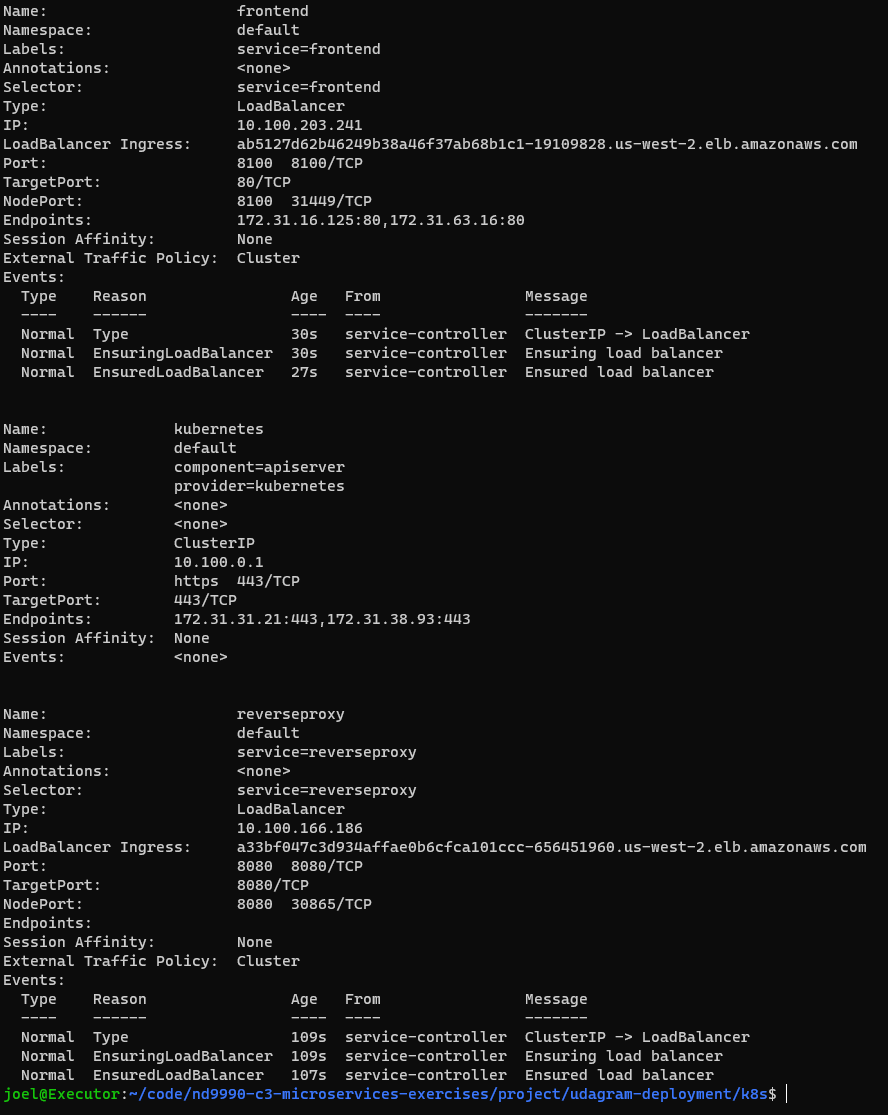 Name:                     frontend
Namespace:                default
Labels:                   service=frontend
Annotations:              <none>
Selector:                 service=frontend
Type:                     LoadBalancer
IP:                       10.100.203.241
LoadBalancer Ingress:     ab5127d62b46249b38a46f37ab68b1c1-19109828.us-west-2.elb.amazonaws.com
Port:                     8100  8100/TCP
TargetPort:               80/TCP
NodePort:                 8100  31449/TCP
Endpoints:                172.31.16.125:80,172.31.63.16:80
Session Affinity:         None
External Traffic Policy:  Cluster
Events:
  Type    Reason                Age   From                Message
  ----    ------                ----  ----                -------
  Normal  Type                  30s   service-controller  ClusterIP -> LoadBalancer
  Normal  EnsuringLoadBalancer  30s   service-controller  Ensuring load balancer
  Normal  EnsuredLoadBalancer   27s   service-controller  Ensured load balancer
Name:              kubernetes
Namespace:         default
Labels:            component=apiserver
                   provider=kubernetes
Annotations:       <none>
Selector:          <none>
Type:              ClusterIP
IP:                10.100.0.1
Port:              https  443/TCP
TargetPort:        443/TCP
Endpoints:         172.31.31.21:443,172.31.38.93:443
Session Affinity:  None
Events:            <none>
Name:                     reverseproxy
Namespace:                default
Labels:                   service=reverseproxy
Annotations:              <none>
Selector:                 service=reverseproxy
Type:                     LoadBalancer
IP:                       10.100.166.186
LoadBalancer Ingress:     a33bf047c3d934affae0b6cfca101ccc-656451960.us-west-2.elb.amazonaws.com
Port:                     8080  8080/TCP
TargetPort:               8080/TCP
NodePort:                 8080  30865/TCP
Endpoints:
Session Affinity:         None
External Traffic Policy:  Cluster
Events:
  Type    Reason                Age   From                Message
  ----    ------                ----  ----                -------
  Normal  Type                  109s  service-controller  ClusterIP -> LoadBalancer
  Normal  EnsuringLoadBalancer  109s  service-controller  Ensuring load balancer
  Normal  EnsuredLoadBalancer   107s  service-controller  Ensured load balancer
joel@Executor:~/code/nd9990-c3-microservices-exercises/project/udagram-deployment/k8s$